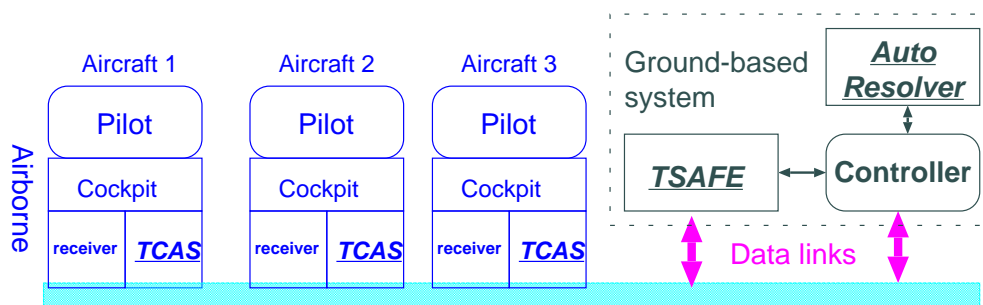 Aircraft 1
Aircraft 2
Aircraft 3
Airborne
Pilot
Pilot
Pilot
Cockpit
Cockpit
Cockpit
receiver
TCAS
receiver
TCAS
receiver
TCAS
Ground-based
system
Auto
Resolver
TSAFE
Controller
Data links